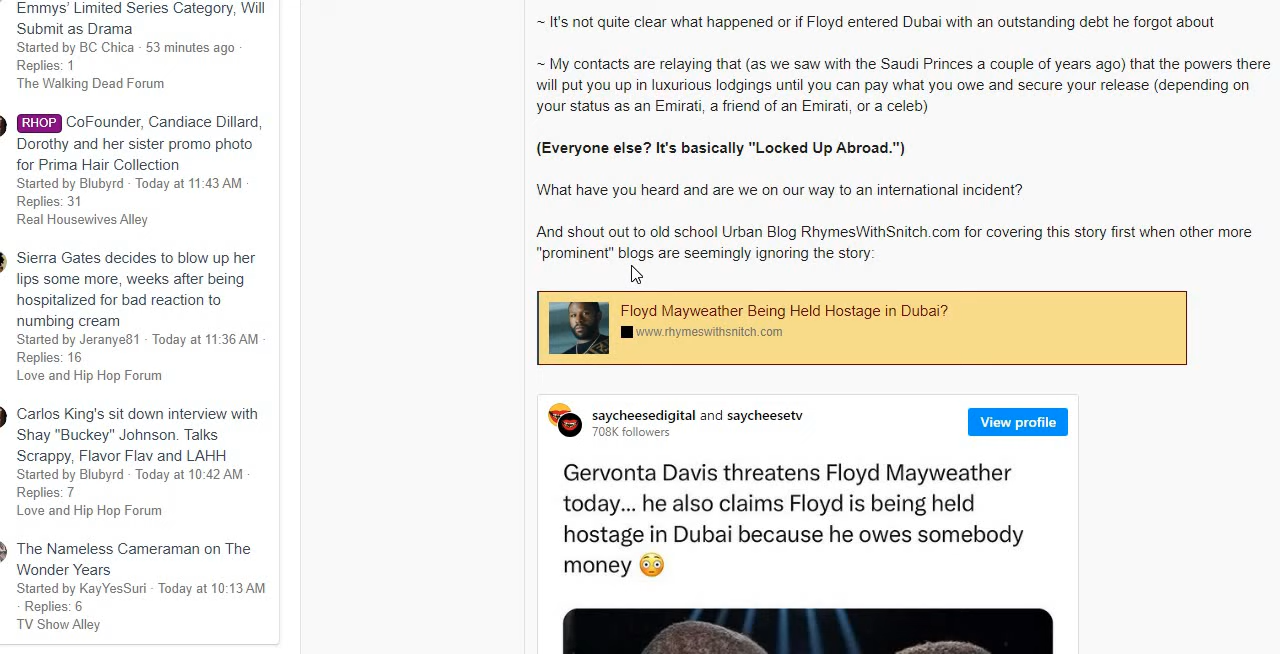 Emmys' Limited Series Category, Will
Submit as Drama
Started by BC Chica · 53 minutes ago ·
Replies: 1
The Walking Dead Forum
RHOP CoFounder, Candiace Dillard,
Dorothy and her sister promo photo
for Prima Hair Collection
Started by Blubyrd · Today at 11:43 AM ·
Replies: 31
Real Housewives Alley
Sierra Gates decides to blow up her
lips some more, weeks after being
hospitalized for bad reaction to
numbing cream
Started by Jeranye81 · Today at 11:36 AM ·
Replies: 16
Love and Hip Hop Forum
Carlos King's sit down interview with
Shay "Buckey" Johnson. Talks
Scrappy, Flavor Flav and LAHH
Started by Blubyrd · Today at 10:42 AM ·
Replies: 7
Love and Hip Hop Forum
The Nameless Cameraman on The
Wonder Years
Started by KayYesSuri · Today at 10:13 AM
· Replies: 6
TV Show Alley
~ It's not quite clear what happened or if Floyd entered Dubai with an outstanding debt he forgot about
~ My contacts are relaying that (as we saw with the Saudi Princes a couple of years ago) that the powers there
will put you up in luxurious lodgings until you can pay what you owe and secure your release (depending on
your status as an Emirati, a friend of an Emirati, or a celeb)
(Everyone else? It's basically "Locked Up Abroad.")
What have you heard and are we on our way to an international incident?
And shout out to old school Urban Blog RhymesWithSnitch.com for covering this story first when other more
"prominent" blogs are seemingly ignoring the story:
Floyd Mayweather Being Held Hostage in Dubai?
www.rhymeswithsnitch.com
saycheesedigital and saycheesetv
708K followers
View profile
Gervonta Davis threatens Floyd Mayweather
today... he also claims Floyd is being held
hostage in Dubai because he owes somebody
money 😳